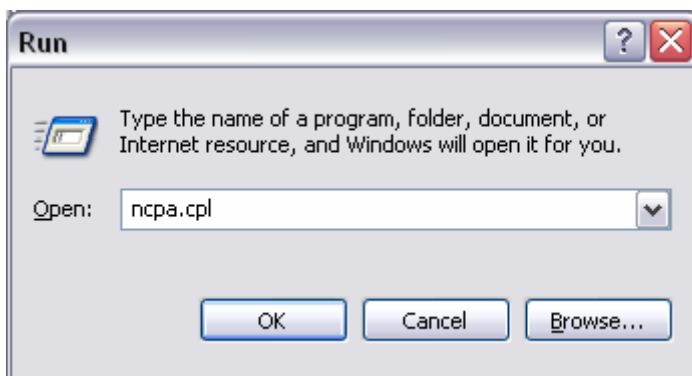 Run
Type the name of a program, folder, document, or
Internet resource, and Windows will open it for you.
Open: ncpa.cpl
OK Cancel Browse...